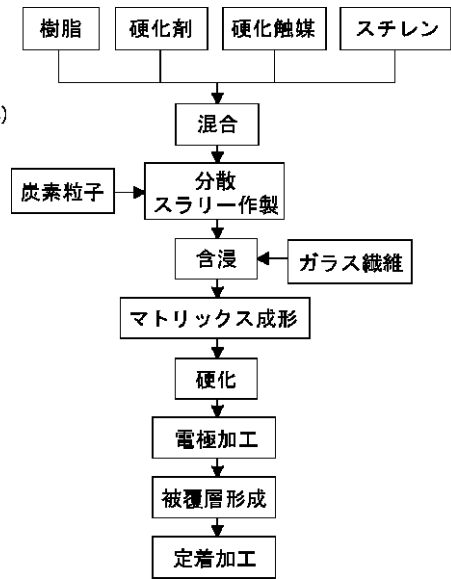 樹脂
硬化剤
硬化触媒
スチレン
)
混合
炭素粒子
分散
スラリー作製
含浸
ガラス繊維
マトリックス成形
硬化
電極加工
被覆層形成
定着加工